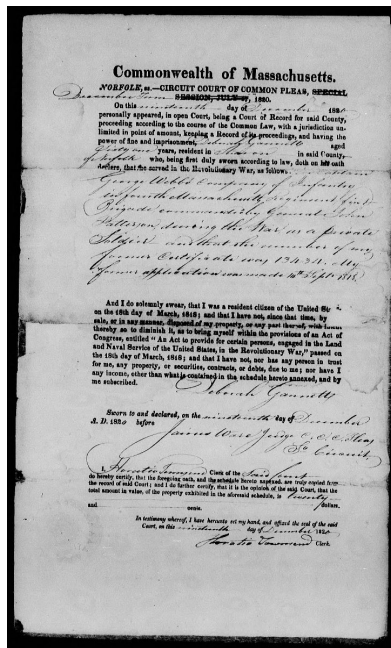 Commonwealth of Massachusetts.
NORFOLK, ss.—CIRCUIT COURT OF COMMON PLEAS, SPECIAL
December Term SESSION, JULY 1820.
On this nineteenth day of December 1820
personally appeared, in open Court, being a Court of Record for said County,
proceeding according to the course of the Common Law, with a jurisdiction un-
limited in point of amount, keeping a Record of its proceedings, and having the
power of fine and imprisonment, Deborah Gannett aged
years, resident in Sharon in said County,
of Norfolk who, being first duly sworn according to law, doth on her oath
declare, that she served in the Revolutionary War, as follows.
George Webb's Company of Infantry
in fourth Massachusetts Regiment first
Brigade commanded by General John
Patterson during the War as a private
Soldier and that the number of my
former Certificate was 13434. My
former application was made 14th Sept. 1818.
And I do solemnly swear, that I was a resident citizen of the United States
on the 18th day of March, 1818; and that I have not, since that time, by
sale, or in any manner, disposed of my property, or any part thereof, with intent
thereby so to diminish it, as to bring myself within the provisions of an Act of
Congress, entitled "An Act to provide for certain persons, engaged in the Land
and Naval Service of the United States, in the Revolutionary War," passed on
the 18th day of March, 1818; and that I have not, nor has any person in trust
for me, any property, or securities, contracts, or debts, due to me; nor have I
any income, other than what is contained in the schedule hereto annexed, and by
me subscribed.
Deborah Gannett
Sworn to and declared, on the nineteenth day of December
A. D. 1820 before
James Ware Judge C. C. C. Pleas
So Circuit
I, Horatio Townsend Clerk of the said Court
do hereby certify, that the foregoing oath, and the schedule hereto annexed, are truly copied from
the record of said Court; and I do further certify, that it is the opinion of the said Court, that the
total amount in value, of the property exhibited in the aforesaid schedule, is twenty
dollars,
and cents.
In testimony whereof, I have hereunto set my hand, and affixed the seal of the said
Court, on this nineteenth day of December 1820
Horatio Townsend Clerk.